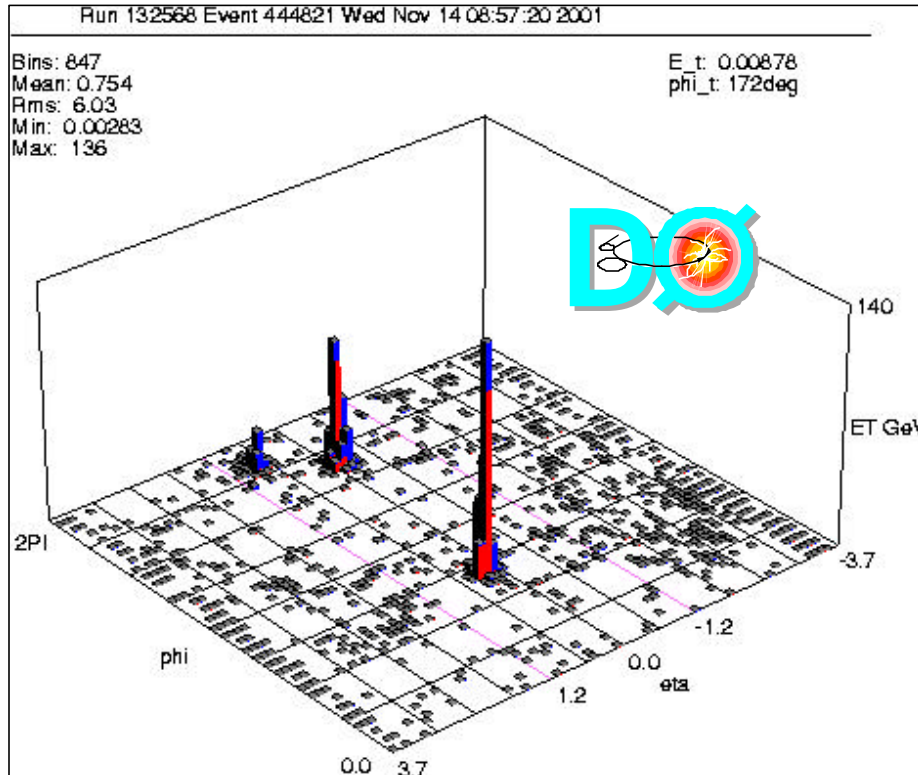 Run 132568 Event 444821 Wed Nov 14 08:57:20 2001
Bins: 847
Mean: 0.754
Rms: 6.03
Min: 0.00283
Max: 136
E_t: 0.00878
phi_t: 172deg
DØ
140
ET GeV
2PI
-3.7
phi
-1.2
0.0
eta
1.2
0.0
3.7